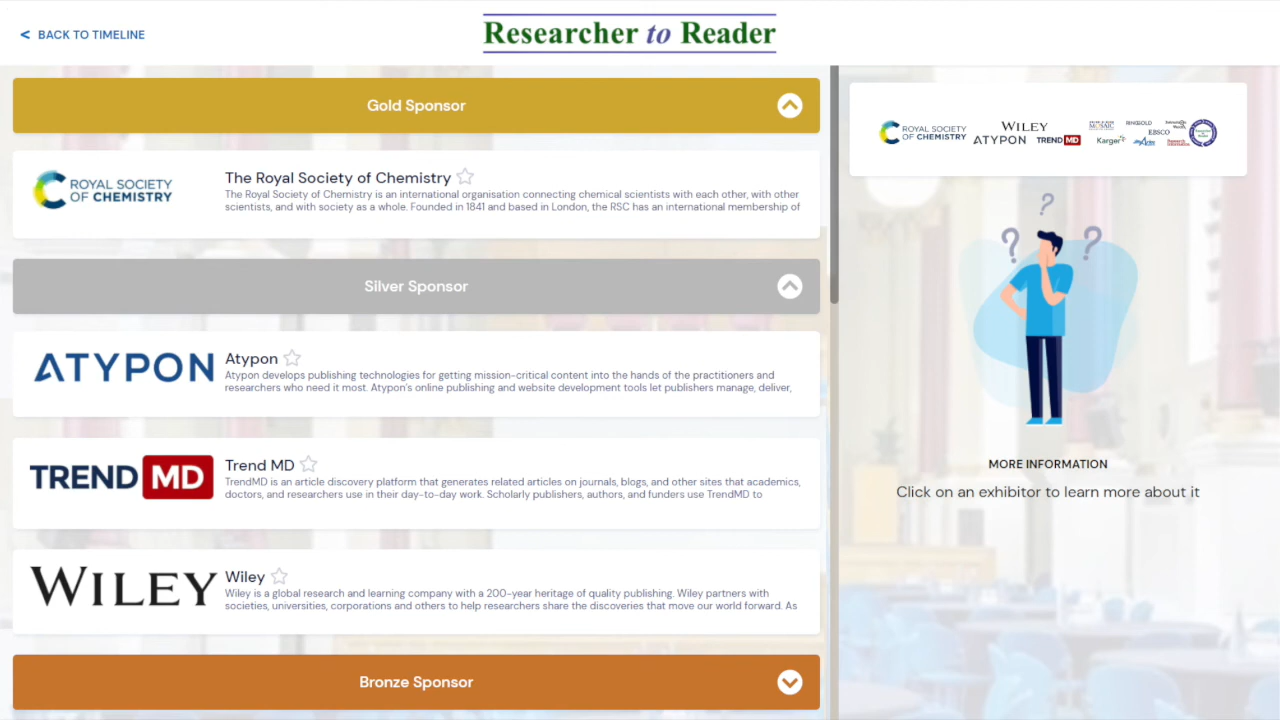 < BACK TO TIMELINE
Researcher to Reader
Gold Sponsor
ROYAL SOCIETY
OF CHEMISTRY
The Royal Society of Chemistry
The Royal Society of Chemistry is an international organisation connecting chemical scientists with each other, with other
scientists, and with society as a whole. Founded in 1841 and based in London, the RSC has an international membership of
Silver Sponsor
ATYPON
Atypon
Atypon develops publishing technologies for getting mission-critical content into the hands of the practitioners and
researchers who need it most. Atypon's online publishing and website development tools let publishers manage, deliver,
TREND MD
Trend MD
TrendMD is an article discovery platform that generates related articles on journals, blogs, and other sites that academics,
doctors, and researchers use in their day-to-day work. Scholarly publishers, authors, and funders use TrendMD to
WILEY
Wiley
Wiley is a global research and learning company with a 200-year heritage of quality publishing. Wiley partners with
societies, universities, corporations and others to help researchers share the discoveries that move our world forward. As
Bronze Sponsor
ROYAL SOCIETY
OF CHEMISTRY
WILEY
ATYPON
TREND MD
MOSAIC
Karger
RINGGOLD
EBSCO
? ? ?
MORE INFORMATION
Click on an exhibitor to learn more about it